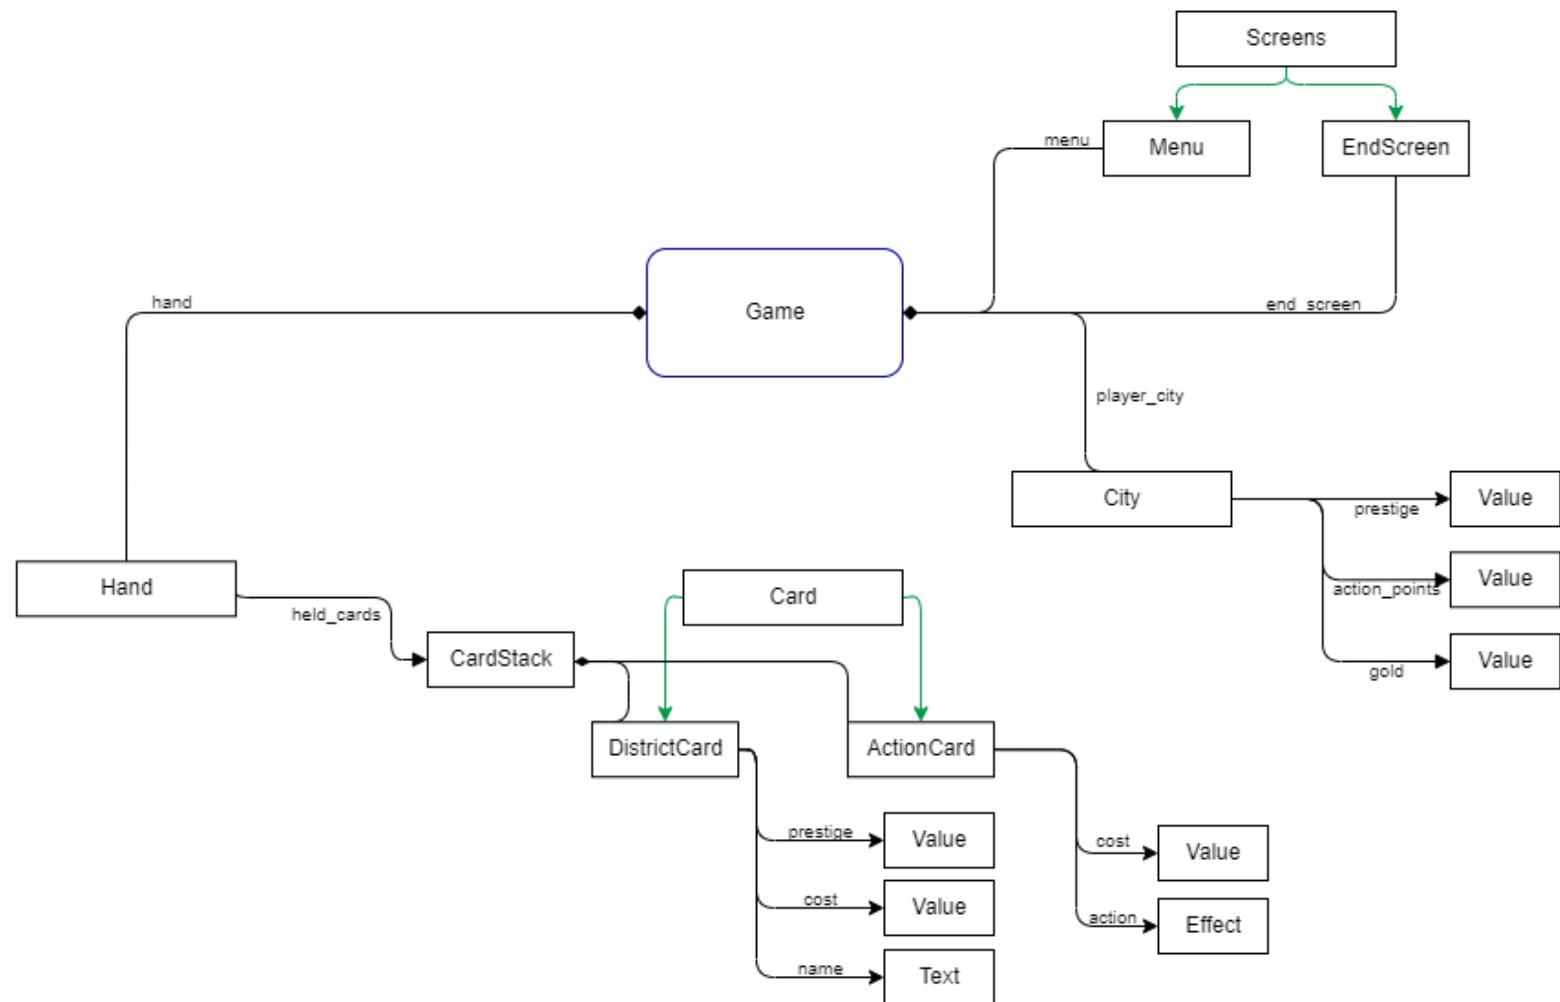 Screens
menu
Menu
EndScreen
hand
Game
end_screen
player_city
City
prestige
Value
action_points
Value
gold
Value
Hand
held_cards
Card
CardStack
DistrictCard
ActionCard
prestige
Value
cost
Value
name
Text
cost
Value
action
Effect